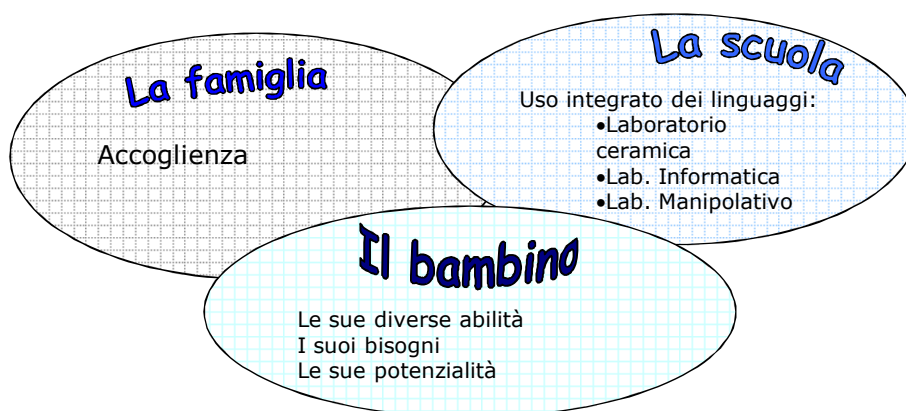 La famiglia
Accoglienza
La scuola
Uso integrato dei linguaggi:
•Laboratorio
ceramica
•Lab. Informatica
•Lab. Manipolativo
Il bambino
Le sue diverse abilità
I suoi bisogni
Le sue potenzialità